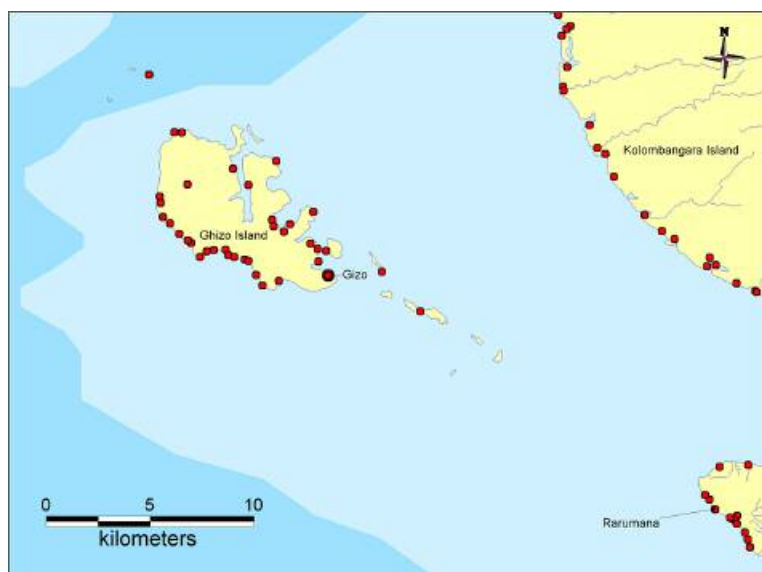 N
Kolombangara Island
Ghizo Island
Gizo
Rarumana
0 5 10
kilometers